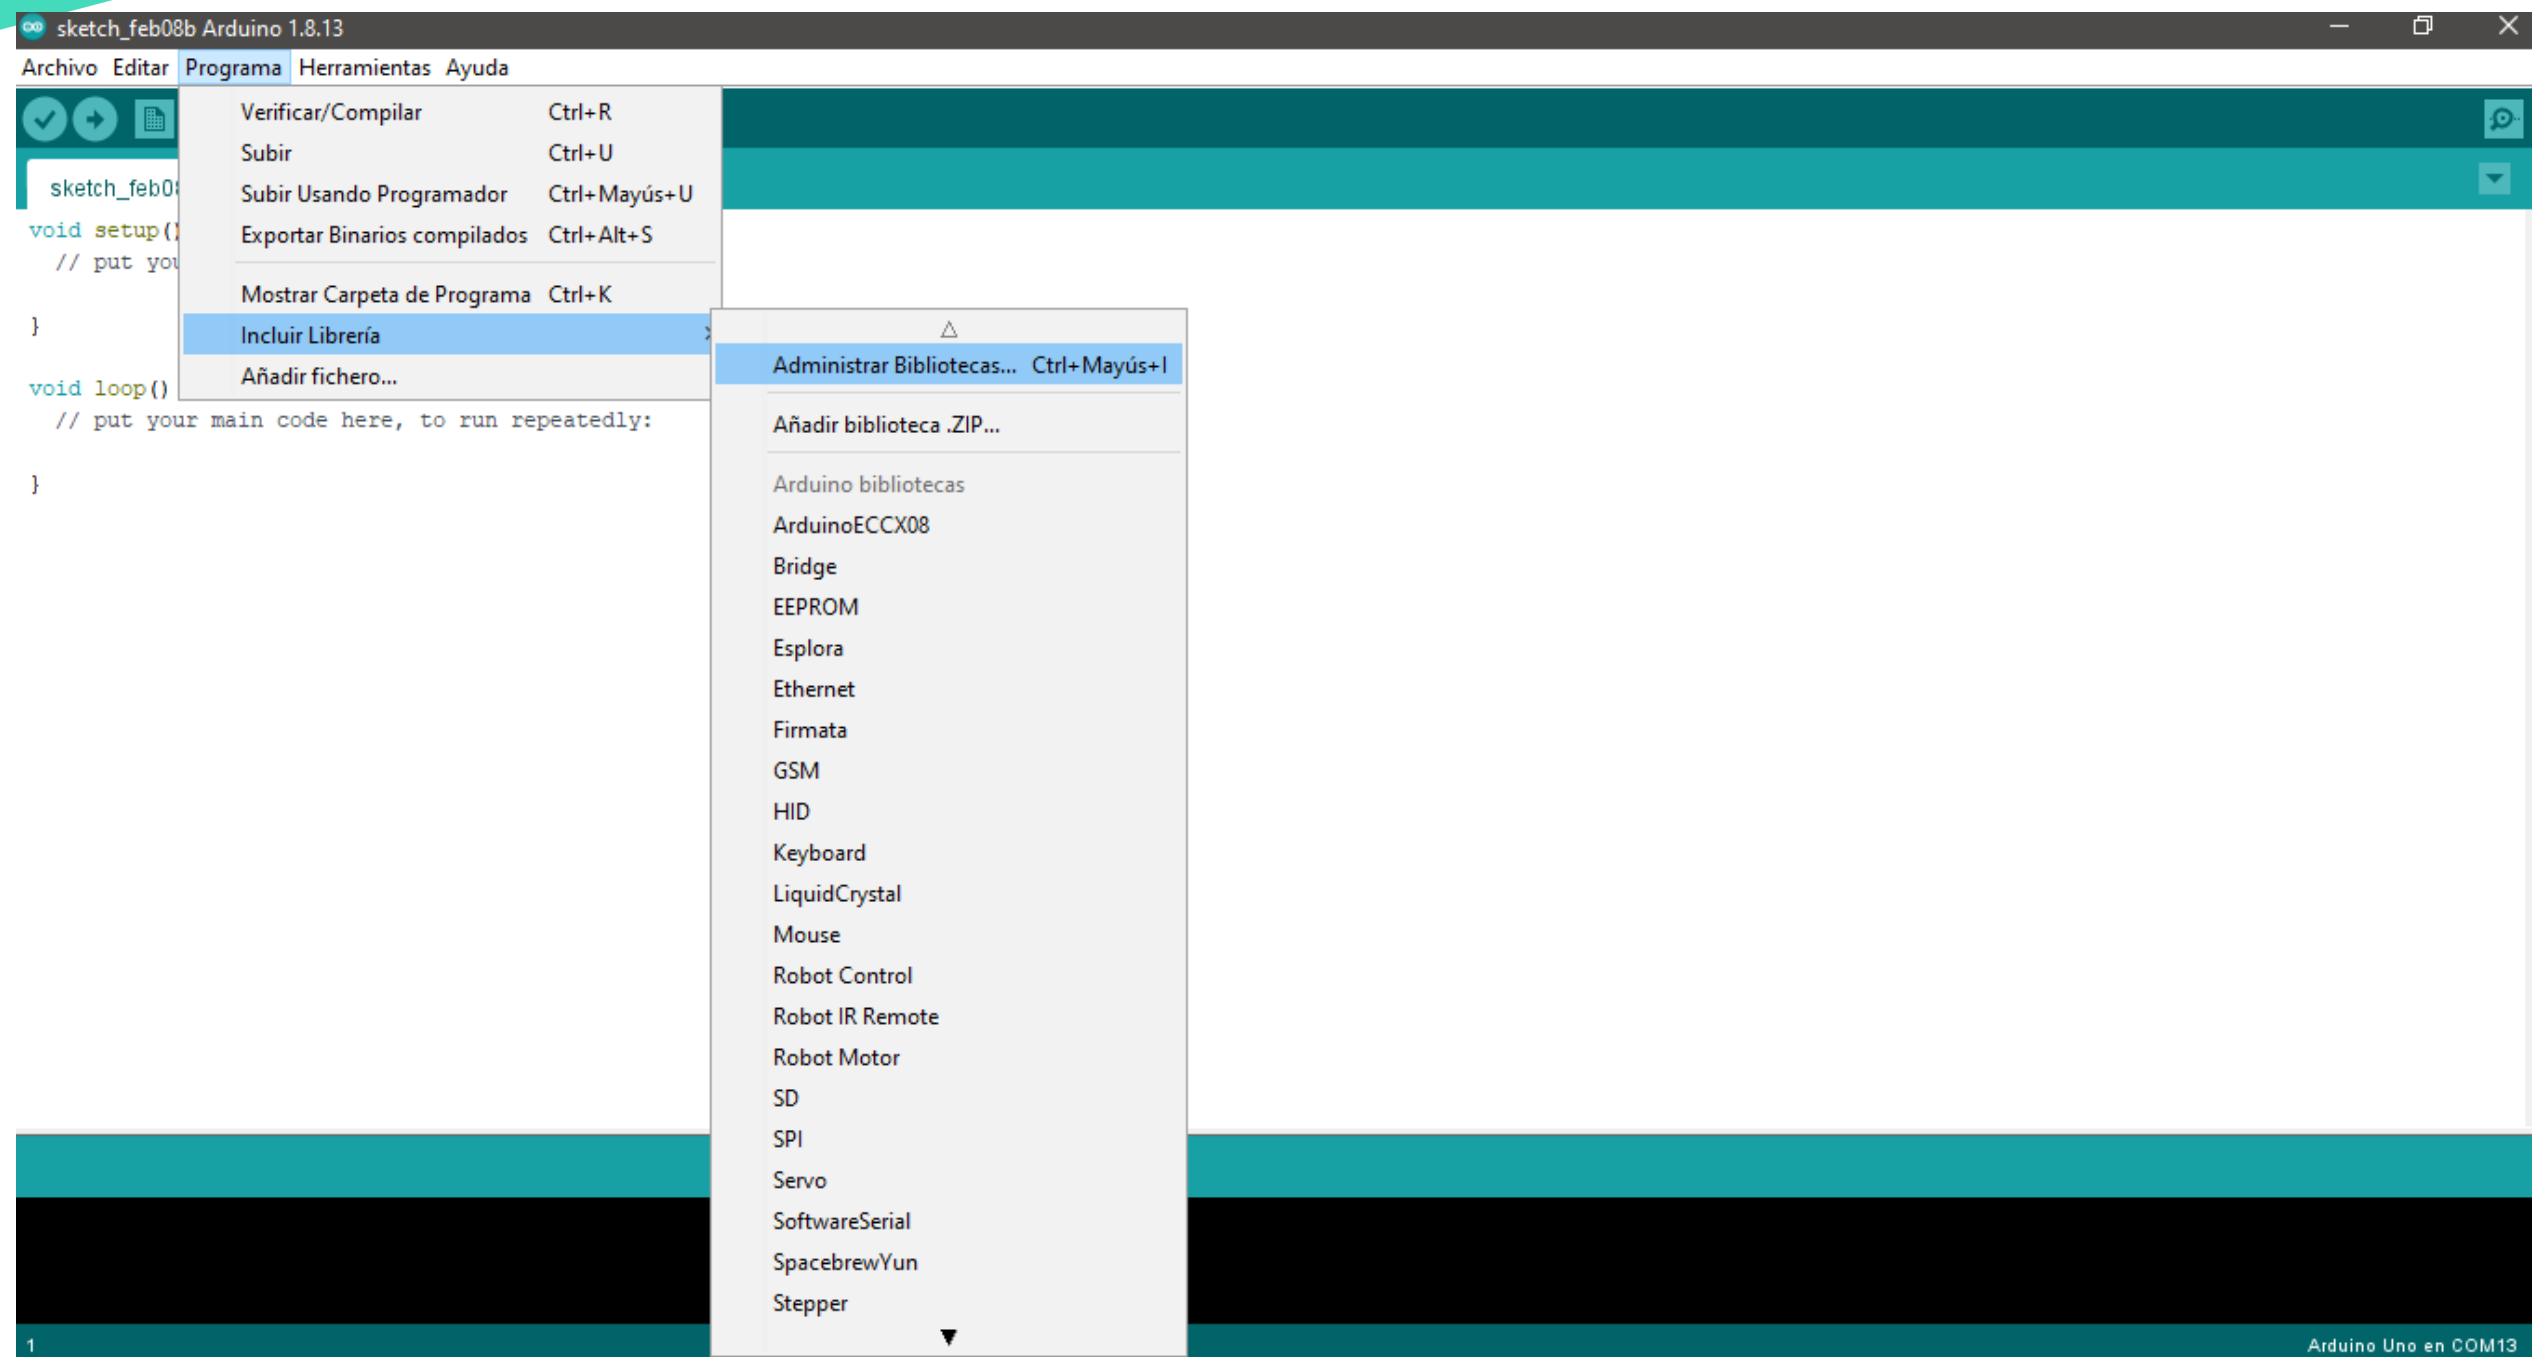 sketch_feb08b Arduino 1.8.13
Archivo Editar Programa Herramientas Ayuda
Verificar/Compilar Ctrl+R
Subir Ctrl+U
Subir Usando Programador Ctrl+Mayús+U
Exportar Binarios compilados Ctrl+Alt+S
Mostrar Carpeta de Programa Ctrl+K
Incluir Librería
Añadir fichero...
sketch_feb0
void setup()
// put you
}
void loop()
// put your main code here, to run repeatedly:
}
Administrar Bibliotecas... Ctrl+Mayús+I
Añadir biblioteca .ZIP...
Arduino bibliotecas
ArduinoECCX08
Bridge
EEPROM
Esplora
Ethernet
Firmata
GSM
HID
Keyboard
LiquidCrystal
Mouse
Robot Control
Robot IR Remote
Robot Motor
SD
SPI
Servo
SoftwareSerial
SpacebrewYun
Stepper
1
Arduino Uno en COM13